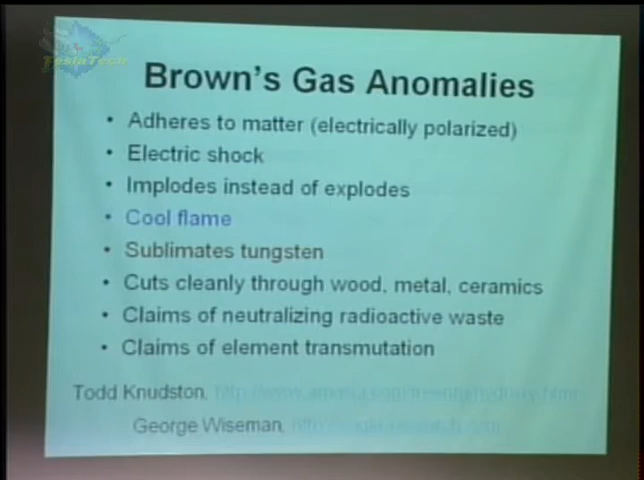 TeslaTech
Brown's Gas Anomalies
• Adheres to matter (electrically polarized)
• Electric shock
• Implodes instead of explodes
• Cool flame
• Sublimates tungsten
• Cuts cleanly through wood, metal, ceramics
• Claims of neutralizing radioactive waste
• Claims of element transmutation
Todd Knudston,
George Wiseman,